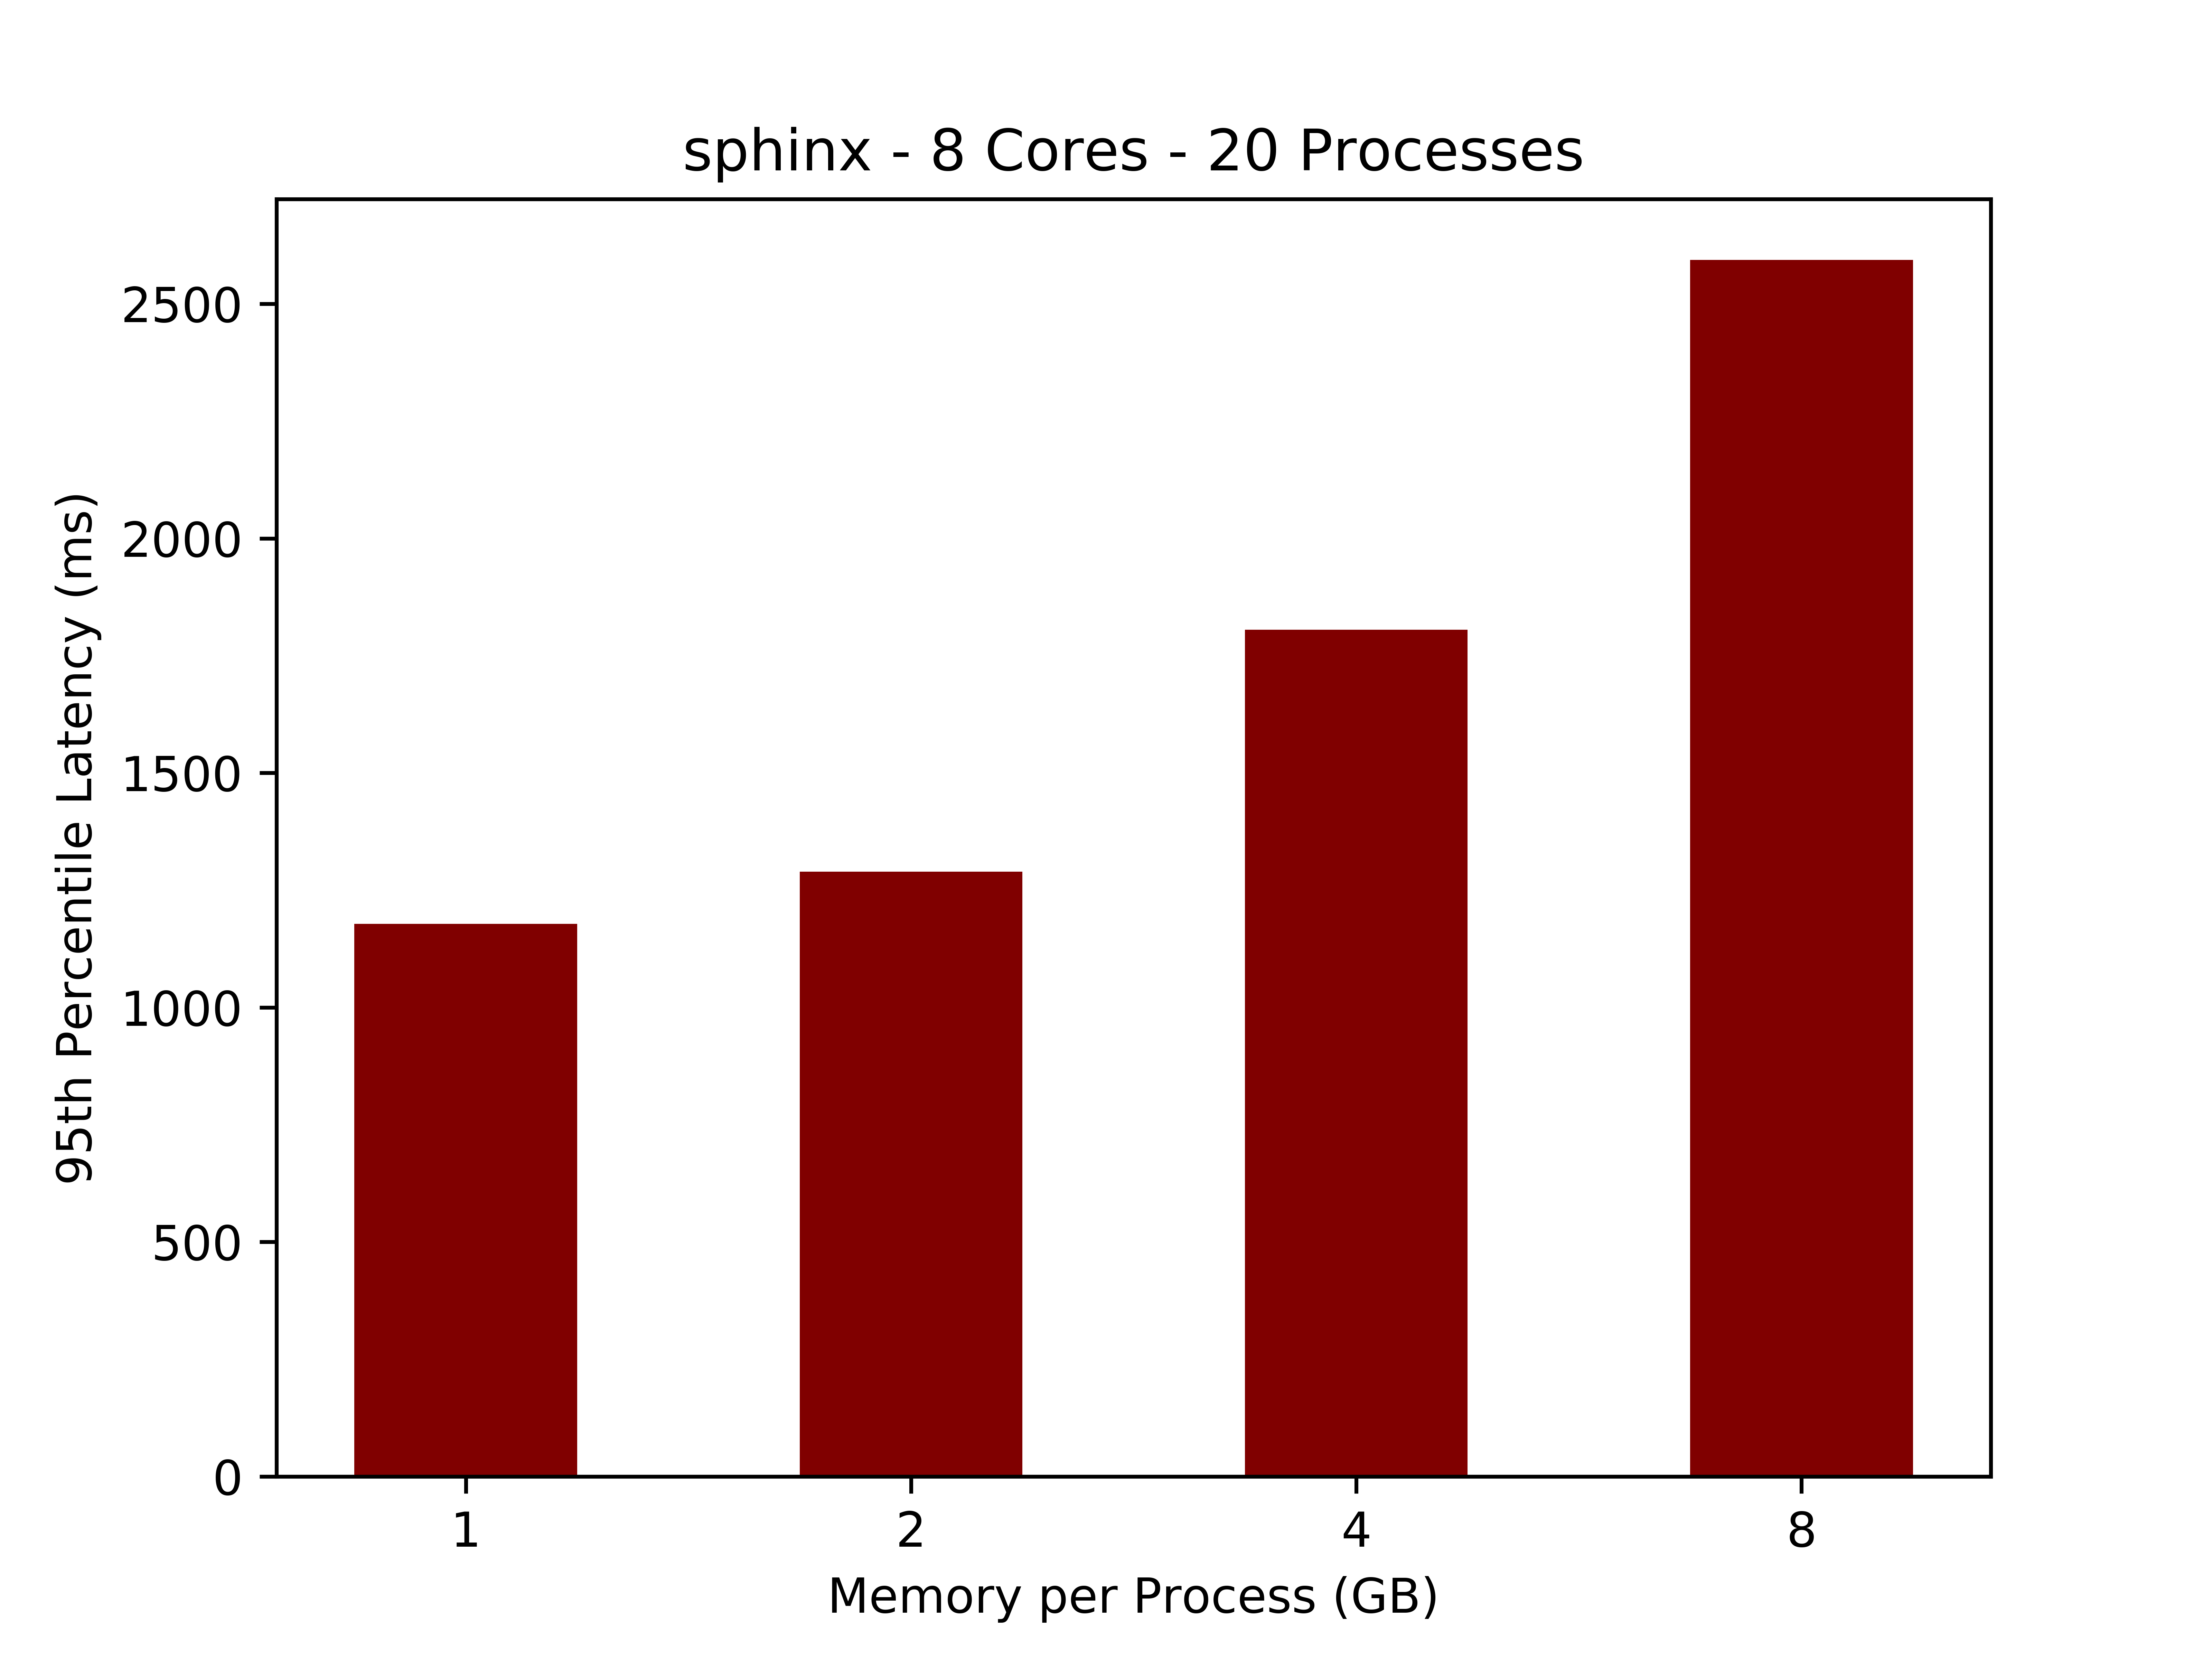 sphinx - 8 Cores - 20 Processes
95th Percentile Latency (ms)
2500
2000
1500
1000
500
0
1 2 4 8
Memory per Process (GB)